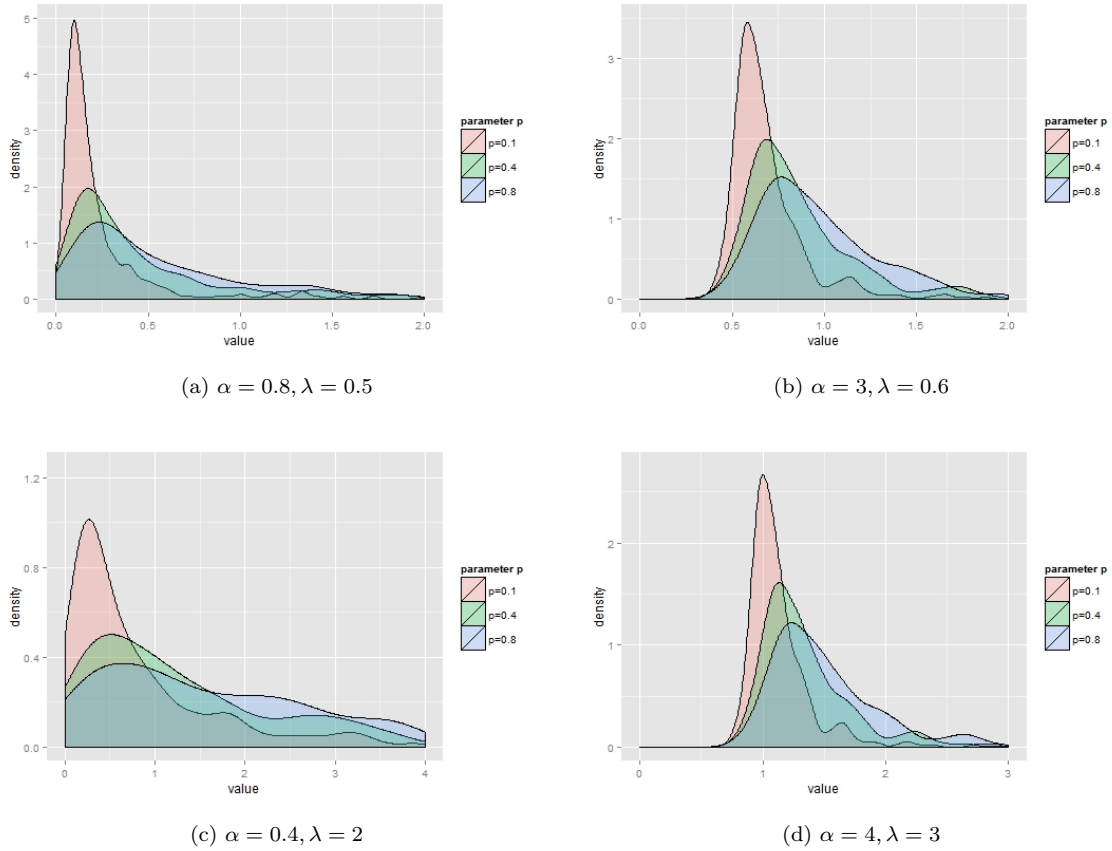 5
4
3
2
1
0
density
0.0
0.5
1.0
1.5
2.0
value
parameter p
p=0.1
p=0.4
p=0.8
(a) α = 0.8, λ = 0.5
3
2
1
0
density
0.0
0.5
1.0
1.5
2.0
value
parameter p
p=0.1
p=0.4
p=0.8
(b) α = 3, λ = 0.6
1.2
0.8
0.4
0.0
density
0
1
2
3
4
value
parameter p
p=0.1
p=0.4
p=0.8
(c) α = 0.4, λ = 2
2
1
0
density
0
1
2
3
value
parameter p
p=0.1
p=0.4
p=0.8
(d) α = 4, λ = 3